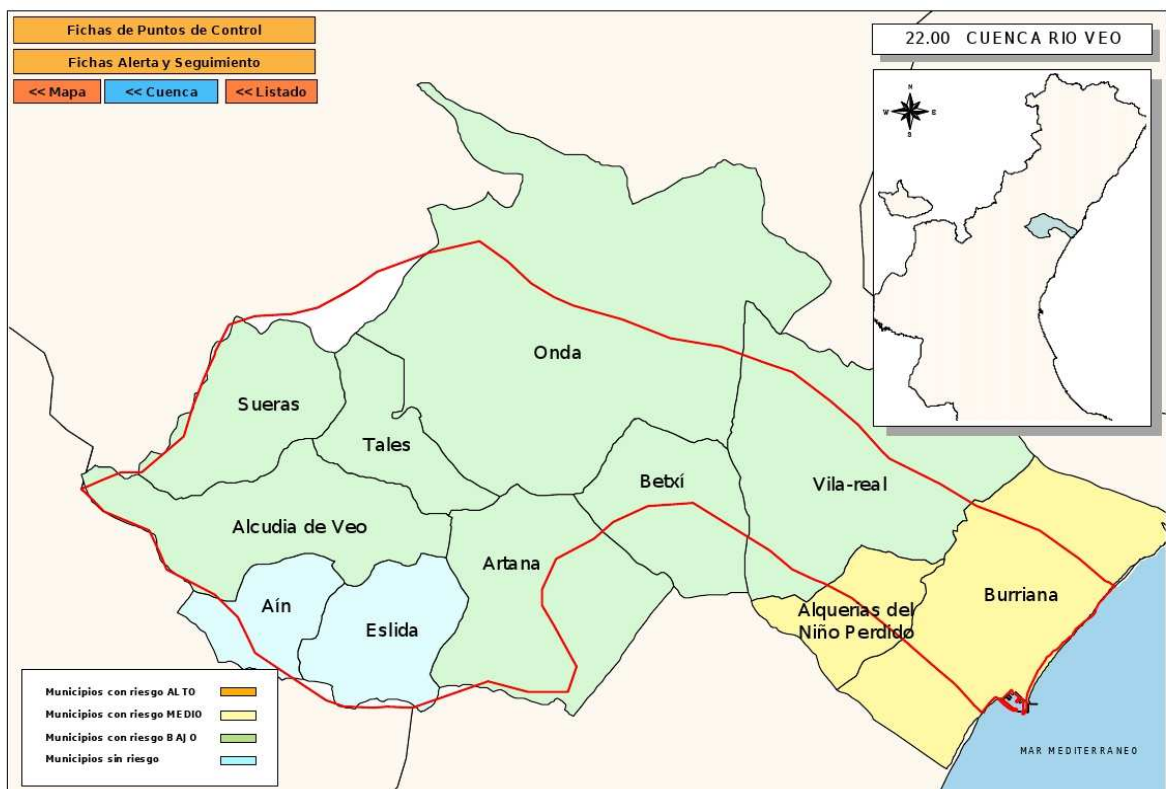 Fichas de Puntos de Control
Fichas Alerta y Seguimiento
<< Mapa
<< Cuenca
<< Listado
22.00 CUENCA RIO VEO
N
W
E
S
Onda
Sueras
Tales
Betxí
Vila-real
Alcudia de Veo
Artana
Aín
Eslida
Alquerias del
Niño Perdido
Burriana
Municipios con riesgo ALTO
Municipios con riesgo MEDIO
Municipios con riesgo BAJO
Municipios sin riesgo
MAR MEDITERRANEO